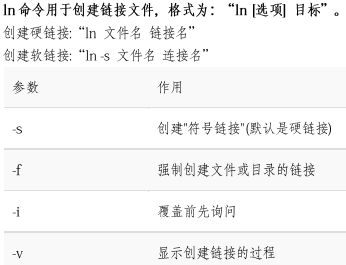 ln命令用于创建链接文件，格式为：“ln [选项] 目标”。
创建硬链接:“ln 文件名 链接名”
创建软链接:“ln -s 文件名 连接名”
参数 作用
-s 创建"符号链接"(默认是硬链接)
-f 强制创建文件或目录的链接
-i 覆盖前先询问
-v 显示创建链接的过程